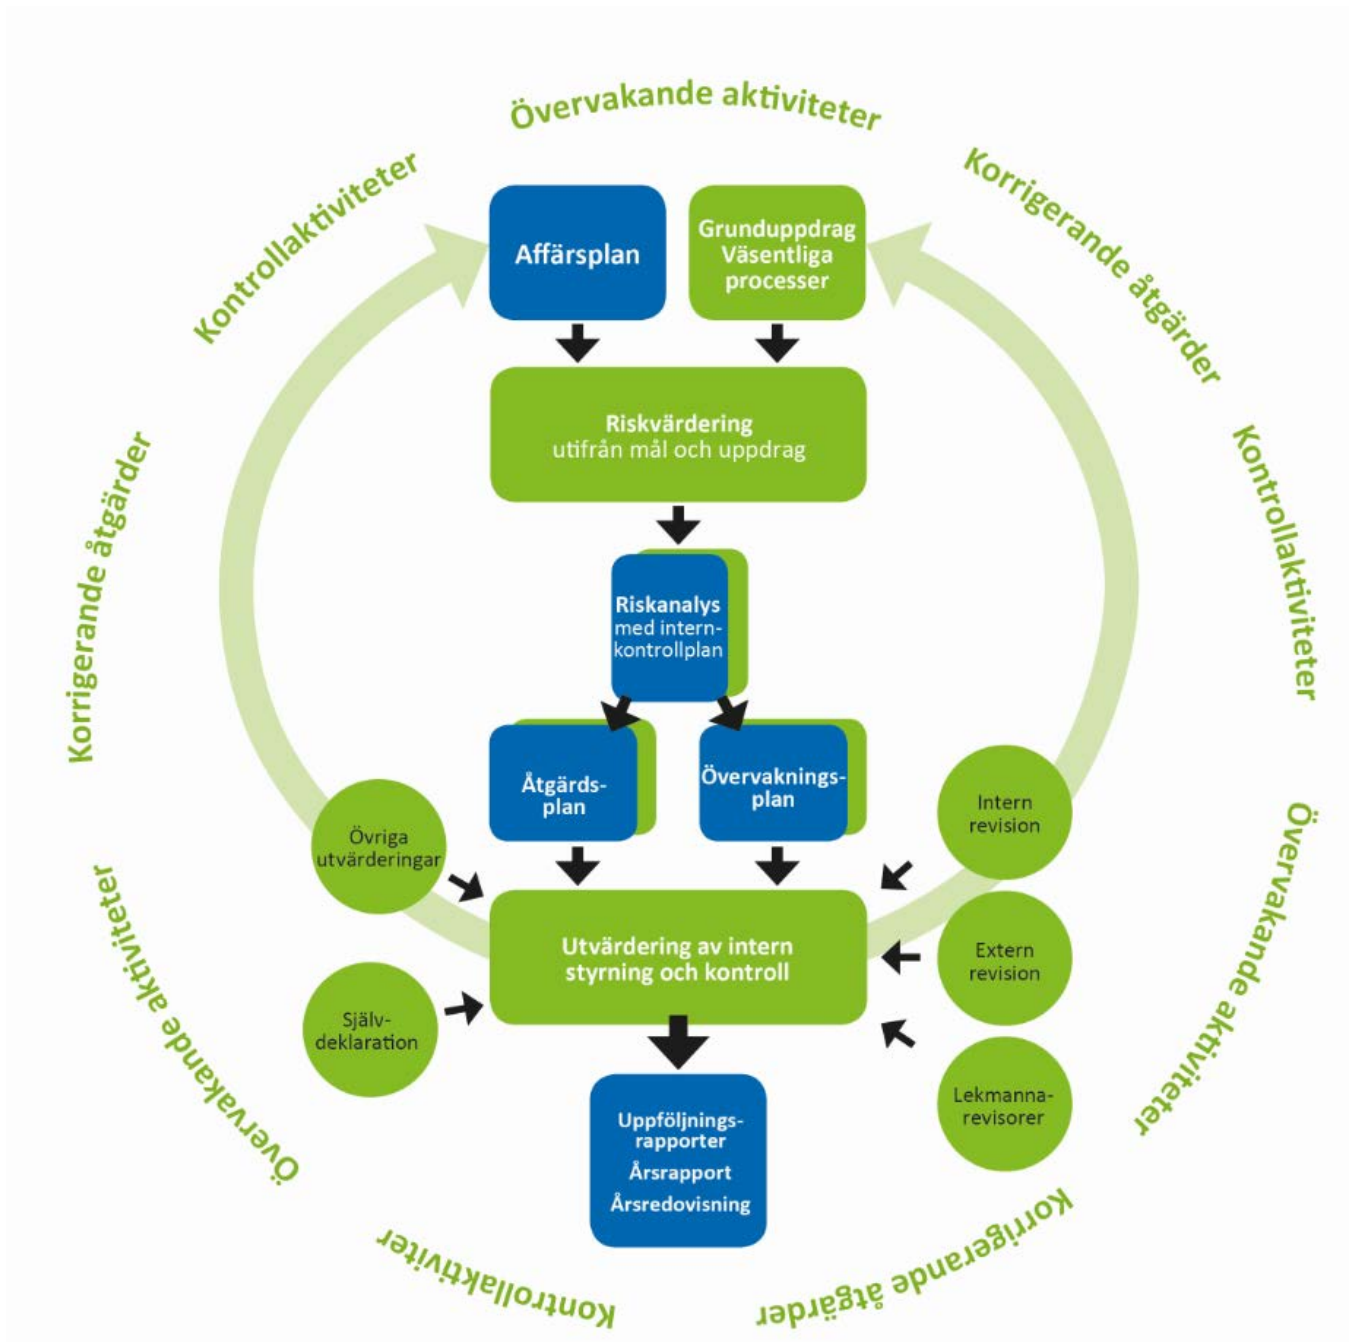 Övervakande aktiviteter
Korrigerande åtgärder
Kontrollaktiviteter
Övervakande aktiviteter
Korrigerande åtgärder
Kontrollaktiviter
Övervakande aktiviteter
Korrigerande åtgärder
Kontrollaktiviteter
Affärsplan
Grunduppdrag
Väsentliga
processer
Riskvärdering
utifrån mål och uppdrag
Riskanalys
med intern-
kontrollplan
Åtgärds-
plan
Övervaknings-
plan
Övriga
utvärderingar
Intern
revision
Utvärdering av intern
styrning och kontroll
Extern
revision
Själv-
deklaration
Lekmanna-
revisorer
Uppföljnings-
rapporter
Årsrapport
Årsredovisning